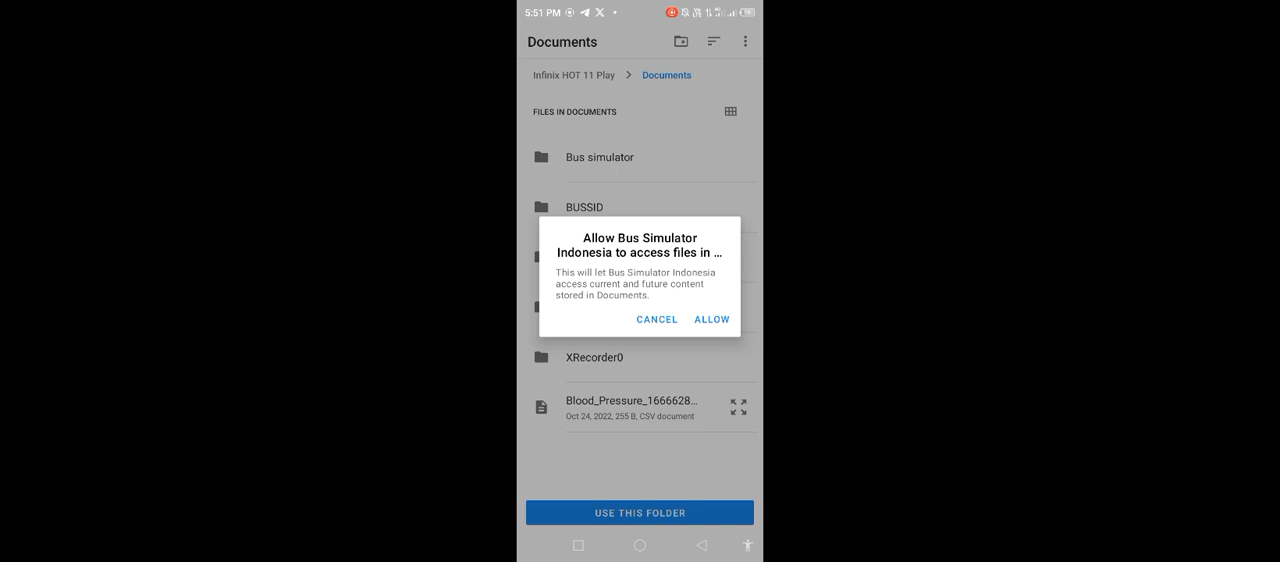 5:51 PM
Documents
Infinix HOT 11 Play > Documents
FILES IN DOCUMENTS
Bus simulator
BUSSID
Allow Bus Simulator
Indonesia to access files in ...
This will let Bus Simulator Indonesia
access current and future content
stored in Documents.
CANCEL ALLOW
XRecorder0
Blood_Pressure_1666628...
Oct 24, 2022, 255 B, CSV document
USE THIS FOLDER